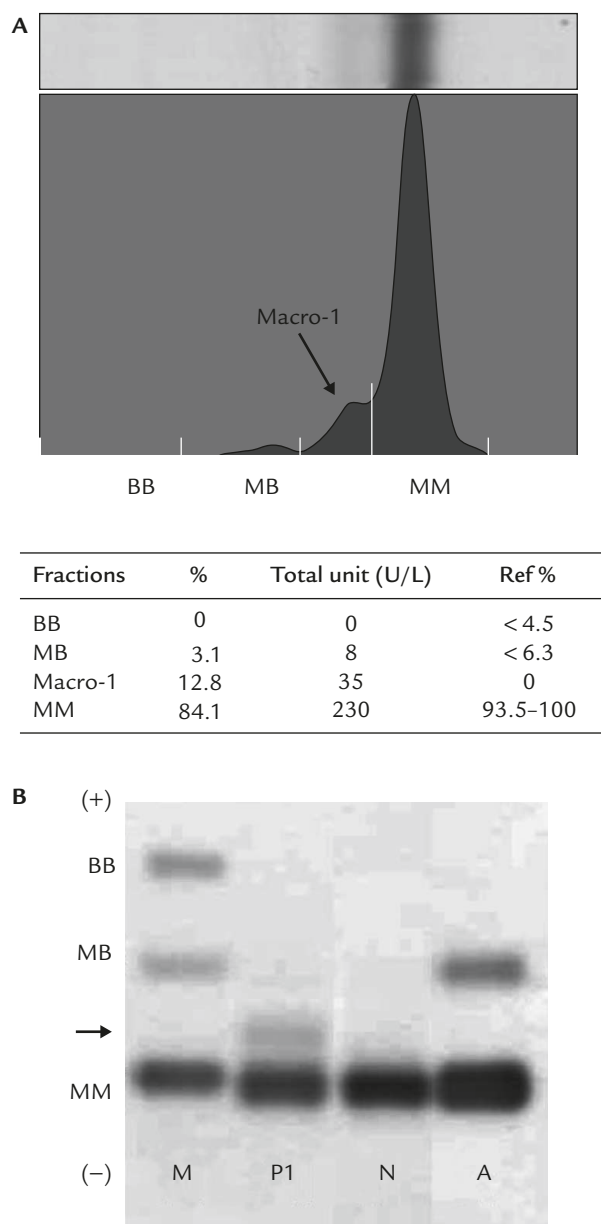 A
Macro-1
BB MB MM
Fractions % Total unit (U/L) Ref %
BB 0 0 < 4.5
MB 3.1 8 < 6.3
Macro-1 12.8 35 0
MM 84.1 230 93.5–100
B (+)
BB
MB
MM
(−) M P1 N A